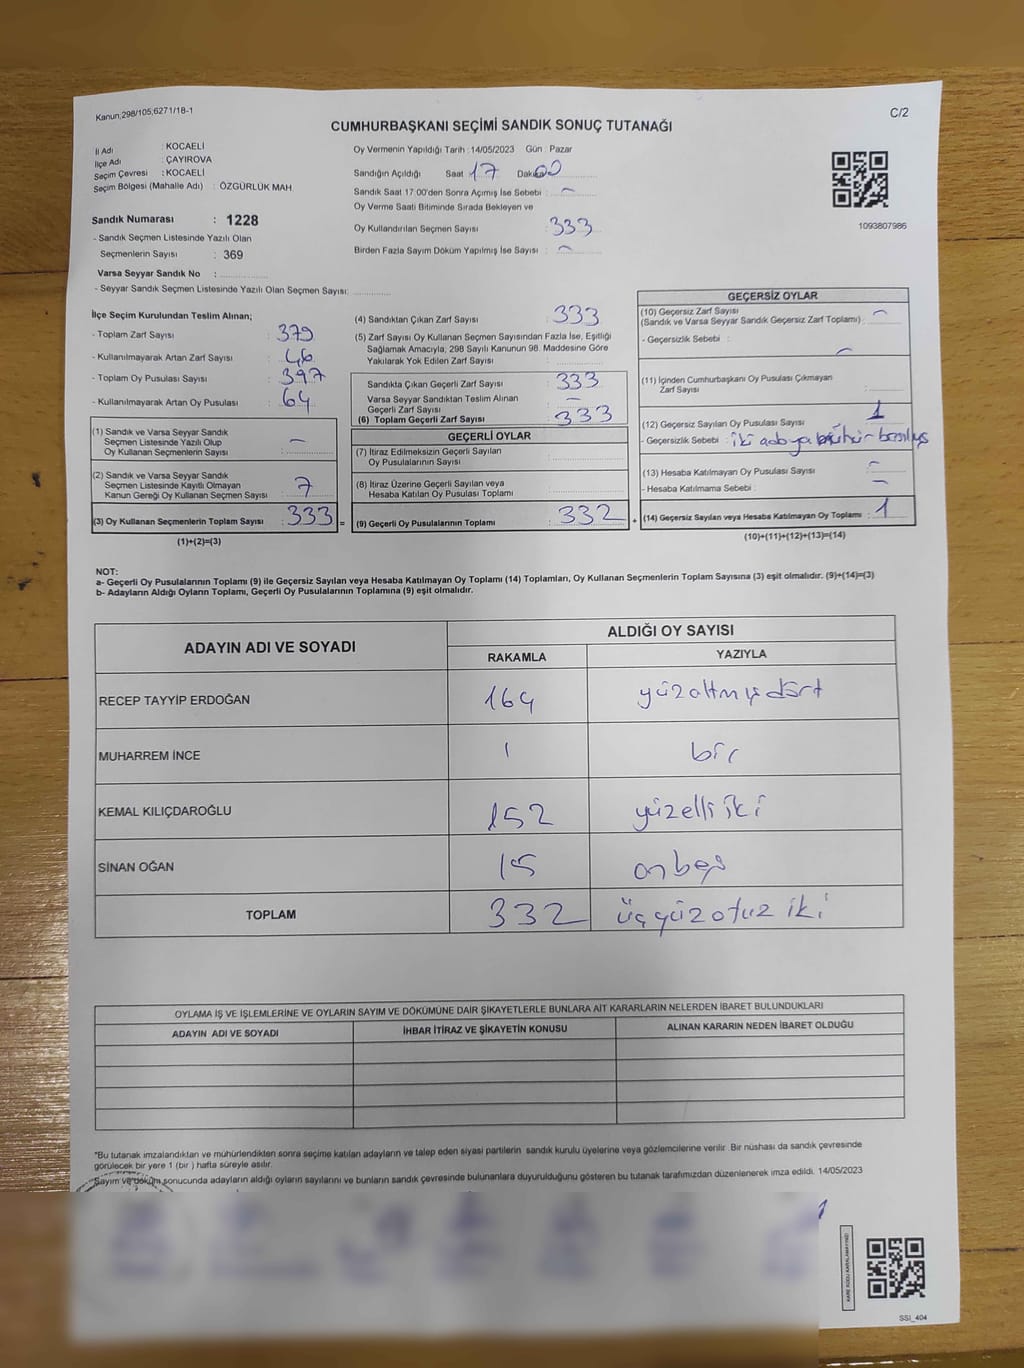 Kanun;298/105;6271/18-1
C/2
CUMHURBAŞKANI SEÇİMİ SANDIK SONUÇ TUTANAĞI
İl Adı : KOCAELİ
İlçe Adı : ÇAYIROVA
Seçim Çevresi : KOCAELİ
Seçim Bölgesi (Mahalle Adı) : ÖZGÜRLÜK MAH.
Sandık Numarası : 1228
- Sandık Seçmen Listesinde Yazılı Olan
Seçmenlerin Sayısı : 369
Varsa Seyyar Sandık No :
- Seyyar Sandık Seçmen Listesinde Yazılı Olan Seçmen Sayısı:
Oy Vermenin Yapıldığı Tarih :14/05/2023 Gün : Pazar
Sandığın Açıldığı Saat : 17 Dakika 00
Sandık Saat 17:00'den Sonra Açılmış İse Sebebi : -
Oy Verme Saati Bitiminde Sırada Bekleyen ve
Oy Kullandırılan Seçmen Sayısı : 333
Birden Fazla Sayım Döküm Yapılmış İse Sayısı : -
1093807986
İlçe Seçim Kurulundan Teslim Alınan;
- Toplam Zarf Sayısı : 379
- Kullanılmayarak Artan Zarf Sayısı : 46
- Toplam Oy Pusulası Sayısı : 397
- Kullanılmayarak Artan Oy Pusulası : 64
(1) Sandık ve Varsa Seyyar Sandık
Seçmen Listesinde Yazılı Olup
Oy Kullanan Seçmenlerin Sayısı : -
(2) Sandık ve Varsa Seyyar Sandık
Seçmen Listesinde Kayıtlı Olmayan
Kanun Gereği Oy Kullanan Seçmen Sayısı : 7
(3) Oy Kullanan Seçmenlerin Toplam Sayısı : 333 =
(1)+(2)=(3)
(4) Sandıktan Çıkan Zarf Sayısı : 333
(5) Zarf Sayısı Oy Kullanan Seçmen Sayısından Fazla İse, Eşitliği
Sağlamak Amacıyla; 298 Sayılı Kanunun 98. Maddesine Göre
Yakılarak Yok Edilen Zarf Sayısı :
Sandıkta Çıkan Geçerli Zarf Sayısı : 333
Varsa Seyyar Sandıktan Teslim Alınan
Geçerli Zarf Sayısı : -
(6) Toplam Geçerli Zarf Sayısı : 333
GEÇERLİ OYLAR
(7) İtiraz Edilmeksizin Geçerli Sayılan
Oy Pusulalarının Sayısı :
(8) İtiraz Üzerine Geçerli Sayılan veya
Hesaba Katılan Oy Pusulası Toplamı :
(9) Geçerli Oy Pusulalarının Toplamı : 332 +
GEÇERSİZ OYLAR
(10) Geçersiz Zarf Sayısı : -
(Sandık ve Varsa Seyyar Sandık Geçersiz Zarf Toplamı)
- Geçersizlik Sebebi : -
(11) İçinden Cumhurbaşkanı Oy Pusulası Çıkmayan
Zarf Sayısı :
(12) Geçersiz Sayılan Oy Pusulası Sayısı : 1
- Geçersizlik Sebebi : iki adaya mühür basılmış
(13) Hesaba Katılmayan Oy Pusulası Sayısı : -
- Hesaba Katılmama Sebebi : -
(14) Geçersiz Sayılan veya Hesaba Katılmayan Oy Toplamı : 1
(10)+(11)+(12)+(13)=(14)
NOT:
a- Geçerli Oy Pusulalarının Toplamı (9) ile Geçersiz Sayılan veya Hesaba Katılmayan Oy Toplamı (14) Toplamları, Oy Kullanan Seçmenlerin Toplam Sayısına (3) eşit olmalıdır. (9)+(14)=(3)
b- Adayların Aldığı Oyların Toplamı, Geçerli Oy Pusulalarının Toplamına (9) eşit olmalıdır.
ADAYIN ADI VE SOYADI
ALDIĞI OY SAYISI
RAKAMLA YAZIYLA
RECEP TAYYİP ERDOĞAN 164 yüzaltmışdört
MUHARREM İNCE 1 bir
KEMAL KILIÇDAROĞLU 152 yüzelliiki
SİNAN OĞAN 15 onbeş
TOPLAM 332 üçyüzotuziki
OYLAMA İŞ VE İŞLEMLERİNE VE OYLARIN SAYIM VE DÖKÜMÜNE DAİR ŞİKAYETLERLE BUNLARA AİT KARARLARIN NELERDEN İBARET BULUNDUKLARI
ADAYIN ADI VE SOYADI İHBAR İTİRAZ VE ŞİKAYETİN KONUSU ALINAN KARARIN NEDEN İBARET OLDUĞU
*Bu tutanak imzalandıktan ve mühürlendikten sonra seçime katılan adayların ve talep eden siyasi partilerin sandık kurulu üyelerine veya gözlemcilerine verilir. Bir nüshası da sandık çevresinde
görülecek bir yere 1 (bir ) hafta süreyle asılır.
Sayım ve döküm sonucunda adayların aldığı oyların sayılarını ve bunların sandık çevresinde bulunanlara duyurulduğunu gösteren bu tutanak tarafımızdan düzenlenerek imza edildi. 14/05/2023
KARE KODU KARALAMAYINIZ!
SSI_404